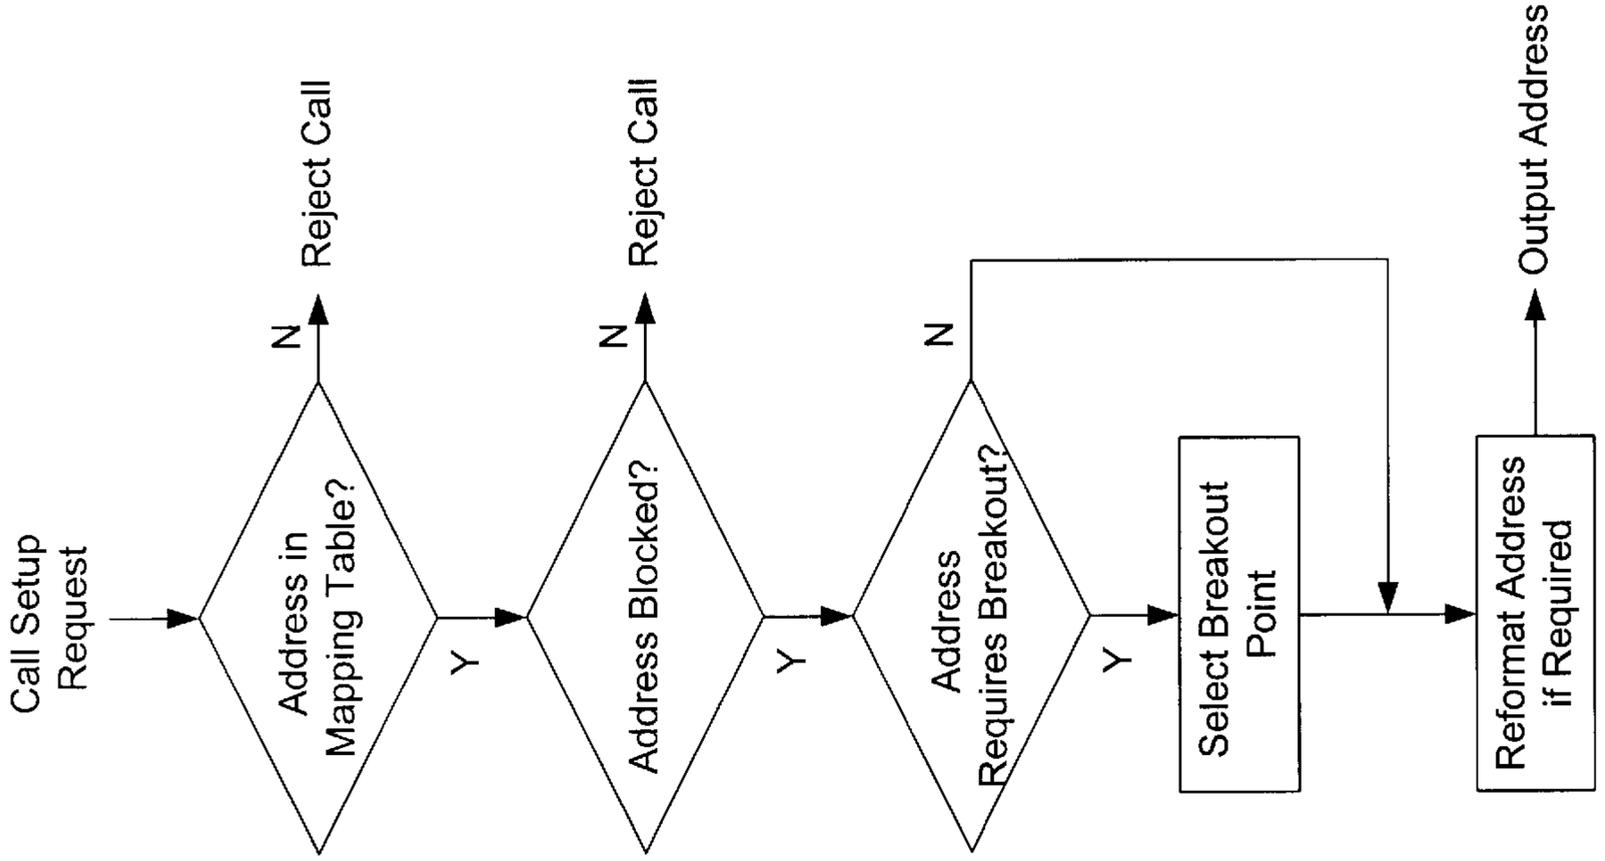 Call Setup
Request
Address in
Mapping Table?
N
Reject Call
Y
Address Blocked?
N
Reject Call
Y
Address
Requires Breakout?
N
Y
Select Breakout
Point
Reformat Address
if Required
Output Address